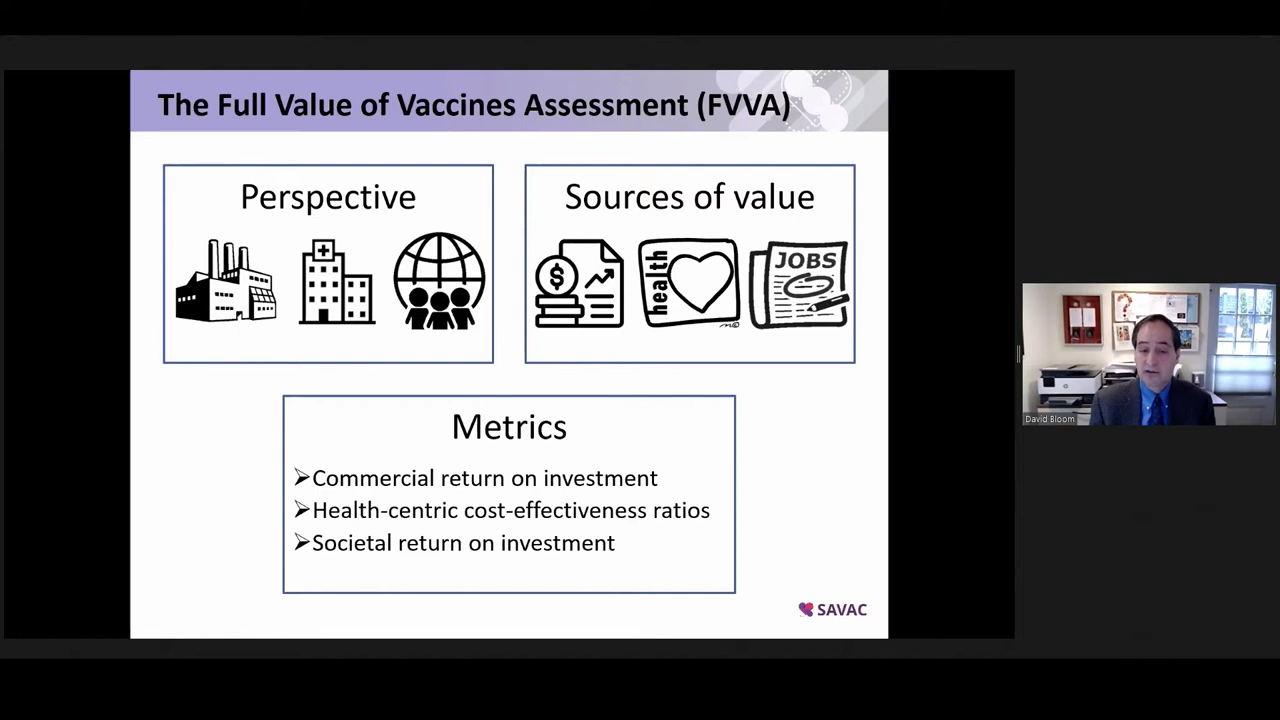 The Full Value of Vaccines Assessment (FVVA)
Perspective
Sources of value
$
health
JOBS
Metrics
➢Commercial return on investment
➢Health-centric cost-effectiveness ratios
➢Societal return on investment
SAVAC
David Bloom